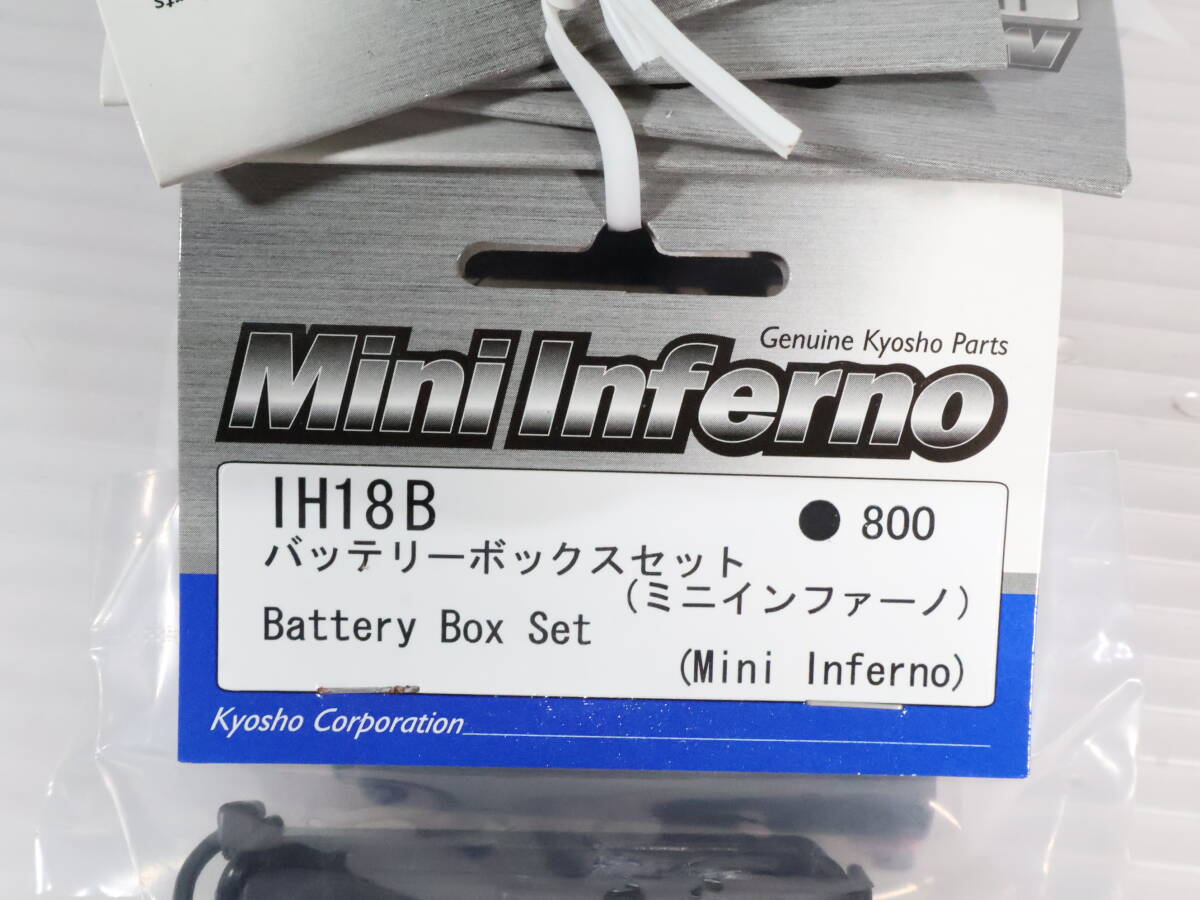 Genuine Kyosho Parts
Mini Inferno
IH18B ● 800
バッテリーボックスセット
(ミニインファーノ)
Battery Box Set
(Mini Inferno)
Kyosho Corporation